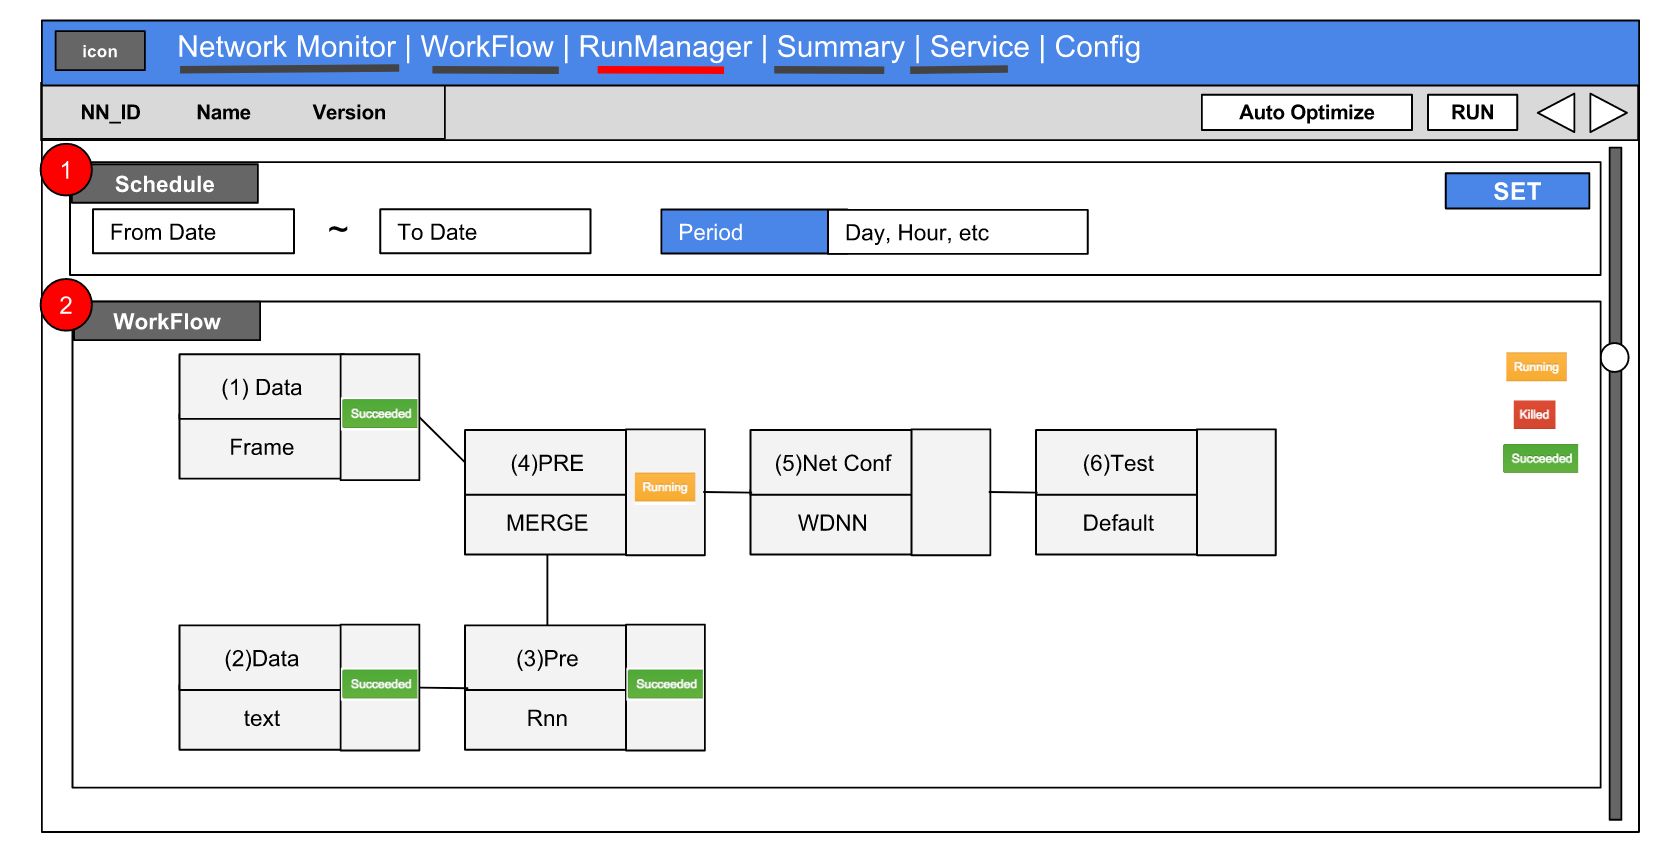 icon
Network Monitor | WorkFlow | RunManager | Summary | Service | Config
NN_ID Name Version
Auto Optimize RUN
1
Schedule
SET
From Date ~ To Date Period Day, Hour, etc
2
WorkFlow
(1) Data
Frame
Succeeded
(4)PRE
MERGE
Running
(5)Net Conf
WDNN
(6)Test
Default
Running
Killed
Succeeded
(2)Data
text
Succeeded
(3)Pre
Rnn
Succeeded